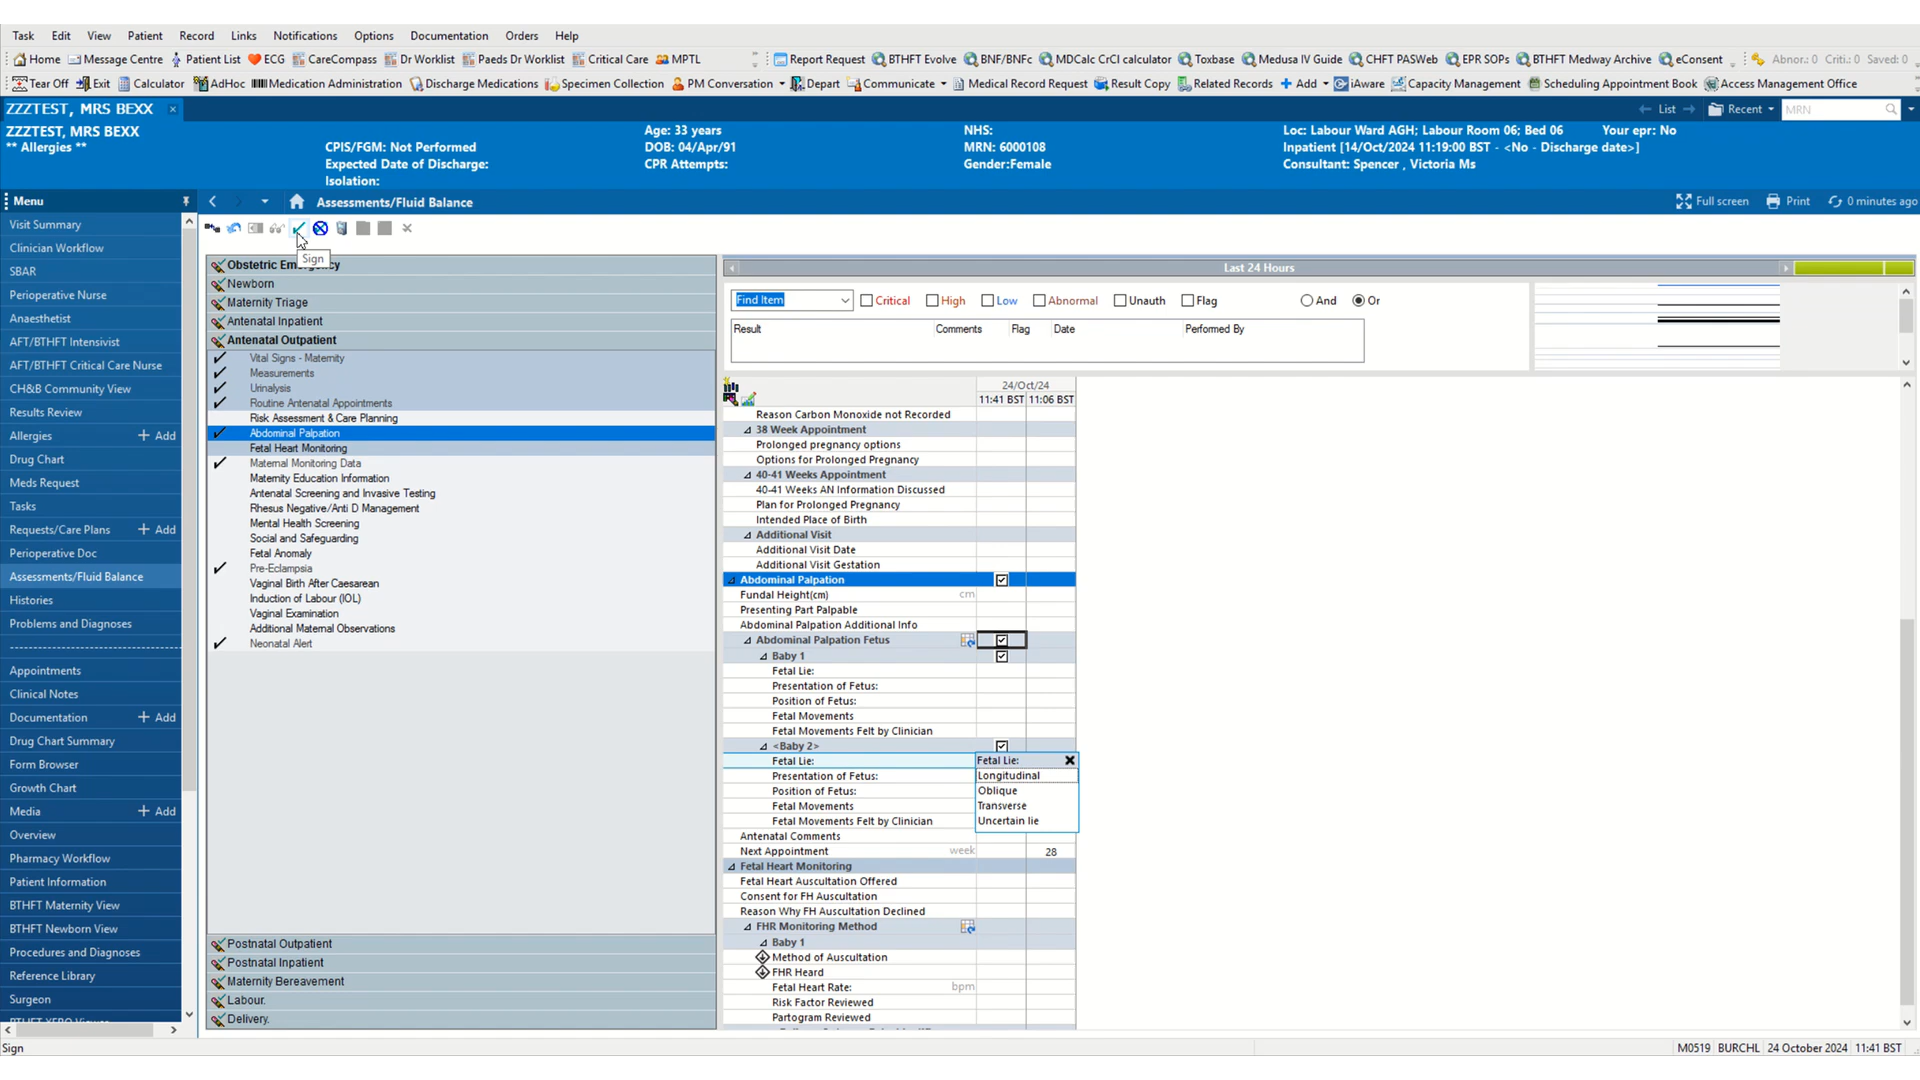 Task Edit View Patient Record Links Notifications Options Documentation Orders Help
Home Message Centre Patient List ECG CareCompass Dr Worklist Paeds Dr Worklist Critical Care MPTL Report Request BTHFT Evolve BNF/BNFc MDCalc CrCl calculator Toxbase Medusa IV Guide CHFT PASWeb EPR SOPs BTHFT Medway Archive eConsent Abnor.: 0 Criti.: 0 Saved: 0
Tear Off Exit Calculator AdHoc Medication Administration Discharge Medications Specimen Collection PM Conversation Depart Communicate Medical Record Request Result Copy Related Records Add iAware Capacity Management Scheduling Appointment Book Access Management Office
ZZZTEST, MRS BEXX List Recent MRN
ZZZTEST, MRS BEXX Age: 33 years NHS: Loc: Labour Ward AGH; Labour Room 06; Bed 06 Your epr: No
** Allergies ** CPIS/FGM: Not Performed DOB: 04/Apr/91 MRN: 6000108 Inpatient [14/Oct/2024 11:19:00 BST - <No - Discharge date>]
Expected Date of Discharge: CPR Attempts: Gender:Female Consultant: Spencer , Victoria Ms
Isolation:
Menu Assessments/Fluid Balance Full screen Print 0 minutes ago
Visit Summary
Clinician Workflow
SBAR
Perioperative Nurse
Anaesthetist
AFT/BTHFT Intensivist
AFT/BTHFT Critical Care Nurse
CH&B Community View
Results Review
Allergies + Add
Drug Chart
Meds Request
Tasks
Requests/Care Plans + Add
Perioperative Doc
Assessments/Fluid Balance
Histories
Problems and Diagnoses
Appointments
Clinical Notes
Documentation + Add
Drug Chart Summary
Form Browser
Growth Chart
Media + Add
Overview
Pharmacy Workflow
Patient Information
BTHFT Maternity View
BTHFT Newborn View
Procedures and Diagnoses
Reference Library
Surgeon
Sign
Obstetric Emergency
Newborn
Maternity Triage
Antenatal Inpatient
Antenatal Outpatient
Vital Signs - Maternity
Measurements
Urinalysis
Routine Antenatal Appointments
Risk Assessment & Care Planning
Abdominal Palpation
Fetal Heart Monitoring
Maternal Monitoring Data
Maternity Education Information
Antenatal Screening and Invasive Testing
Rhesus Negative/Anti D Management
Mental Health Screening
Social and Safeguarding
Fetal Anomaly
Pre-Eclampsia
Vaginal Birth After Caesarean
Induction of Labour (IOL)
Vaginal Examination
Additional Maternal Observations
Neonatal Alert
Postnatal Outpatient
Postnatal Inpatient
Maternity Bereavement
Labour.
Delivery.
Last 24 Hours
Find Item Critical High Low Abnormal Unauth Flag And Or
Result Comments Flag Date Performed By
24/Oct/24
11:41 BST 11:06 BST
Reason Carbon Monoxide not Recorded
38 Week Appointment
Prolonged pregnancy options
Options for Prolonged Pregnancy
40-41 Weeks Appointment
40-41 Weeks AN Information Discussed
Plan for Prolonged Pregnancy
Intended Place of Birth
Additional Visit
Additional Visit Date
Additional Visit Gestation
Abdominal Palpation
Fundal Height(cm) cm
Presenting Part Palpable
Abdominal Palpation Additional Info
Abdominal Palpation Fetus
Baby 1
Fetal Lie:
Presentation of Fetus:
Position of Fetus:
Fetal Movements
Fetal Movements Felt by Clinician
<Baby 2>
Fetal Lie: Fetal Lie:
Presentation of Fetus: Longitudinal
Position of Fetus: Oblique
Fetal Movements Transverse
Fetal Movements Felt by Clinician Uncertain lie
Antenatal Comments
Next Appointment week 28
Fetal Heart Monitoring
Fetal Heart Auscultation Offered
Consent for FH Auscultation
Reason Why FH Auscultation Declined
FHR Monitoring Method
Baby 1
Method of Auscultation
FHR Heard
Fetal Heart Rate: bpm
Risk Factor Reviewed
Partogram Reviewed
Sign M0519 BURCHL 24 October 2024 11:41 BST